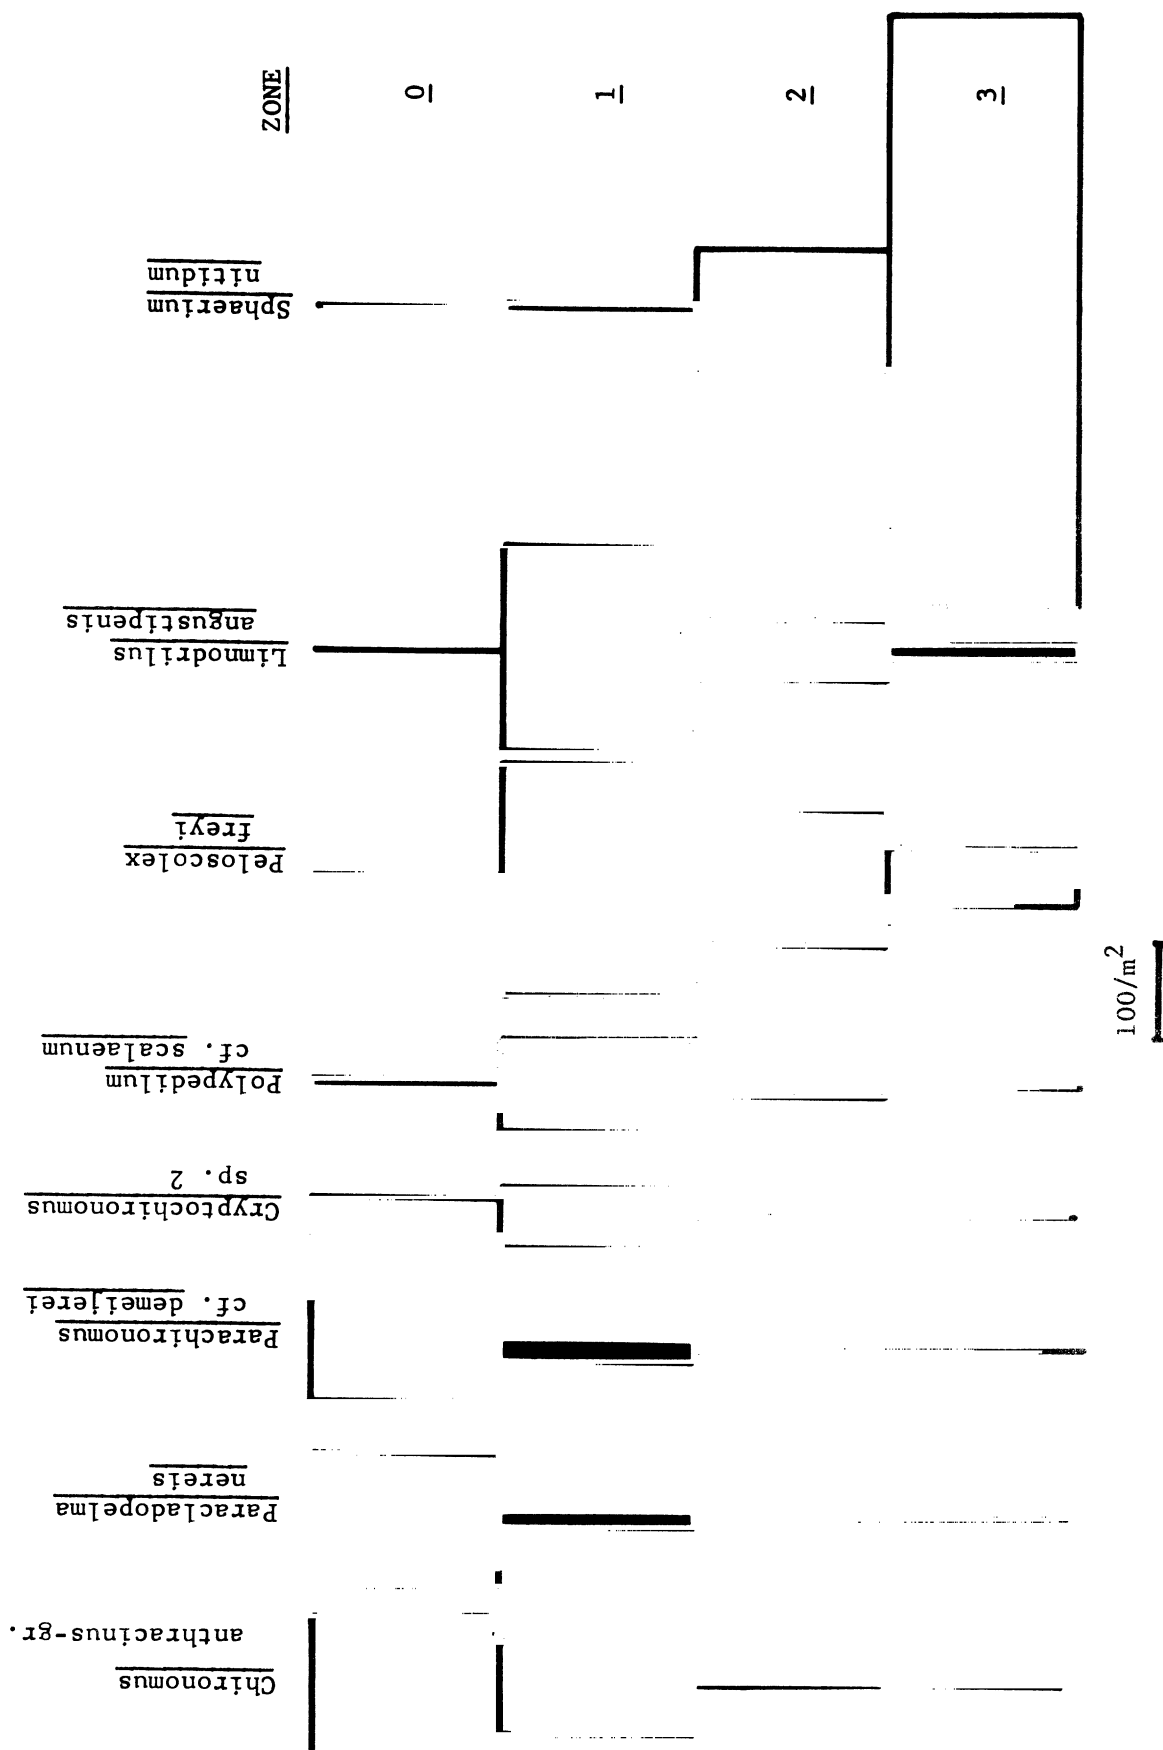 ZONE
0
1
2
3
Sphaerium
nitidum
Limnodrilus
angustipenis
Peloscolex
freyi
Polypedilum
cf. scalaenum
Cryptochironomus
sp. 2
Parachironomus
cf. demeijerei
Paracladopelma
nereis
Chironomus
anthracinus-gr.
100/m²